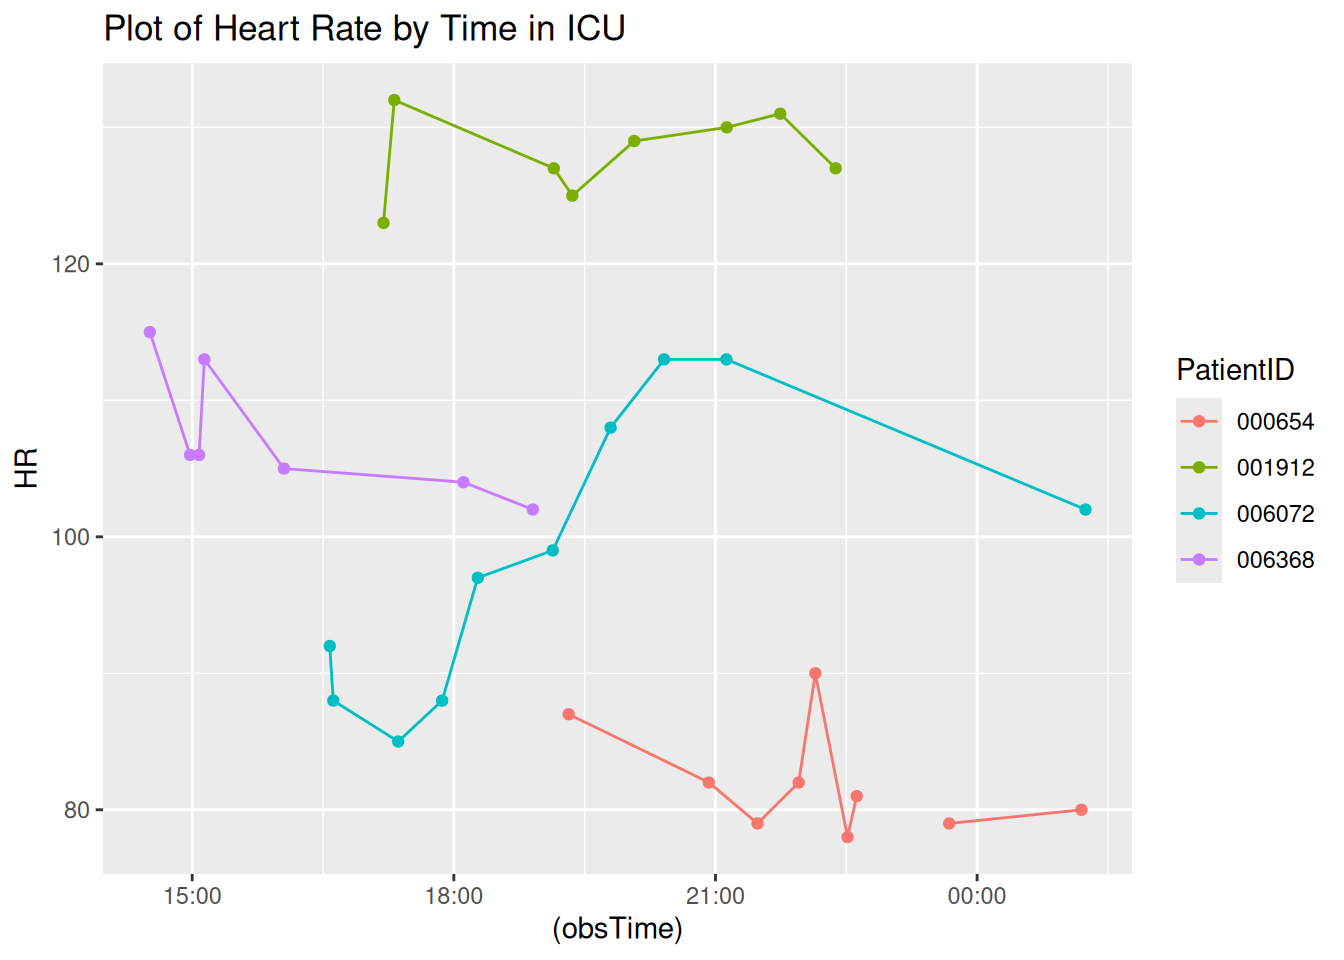 Plot of Heart Rate by Time in ICU
HR
120
100
80
15:00 18:00 21:00 00:00
(obsTime)
PatientID
000654
001912
006072
006368